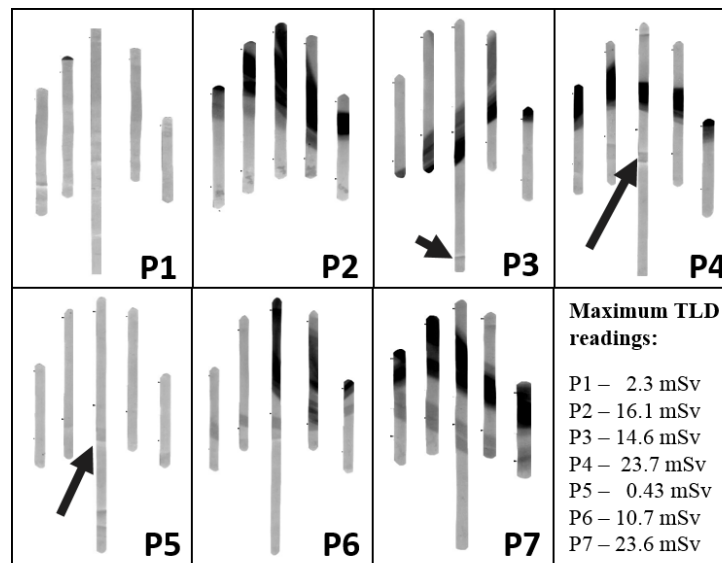 P1
P2
P3
P4
P5
P6
P7
Maximum TLD
readings:
P1 – 2.3 mSv
P2 – 16.1 mSv
P3 – 14.6 mSv
P4 – 23.7 mSv
P5 – 0.43 mSv
P6 – 10.7 mSv
P7 – 23.6 mSv